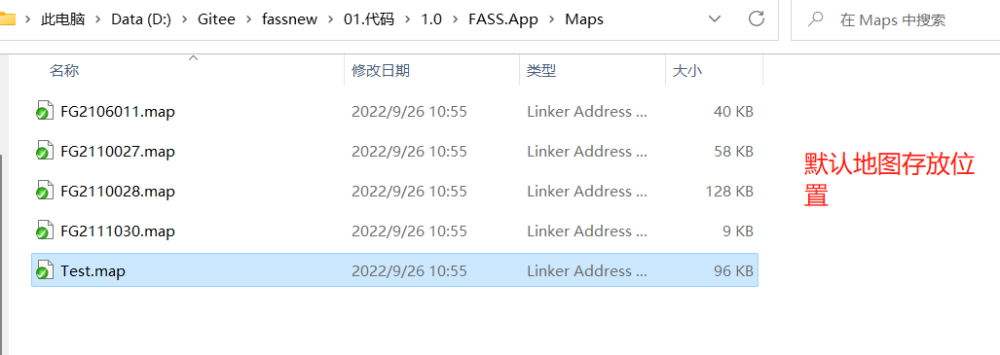 此电脑 > Data (D:) > Gitee > fassnew > 01.代码 > 1.0 > FASS.App > Maps
在 Maps 中搜索
名称 修改日期 类型 大小
FG2106011.map 2022/9/26 10:55 Linker Address ... 40 KB
FG2110027.map 2022/9/26 10:55 Linker Address ... 58 KB
FG2110028.map 2022/9/26 10:55 Linker Address ... 128 KB
FG2111030.map 2022/9/26 10:55 Linker Address ... 9 KB
Test.map 2022/9/26 10:55 Linker Address ... 96 KB
默认地图存放位
置